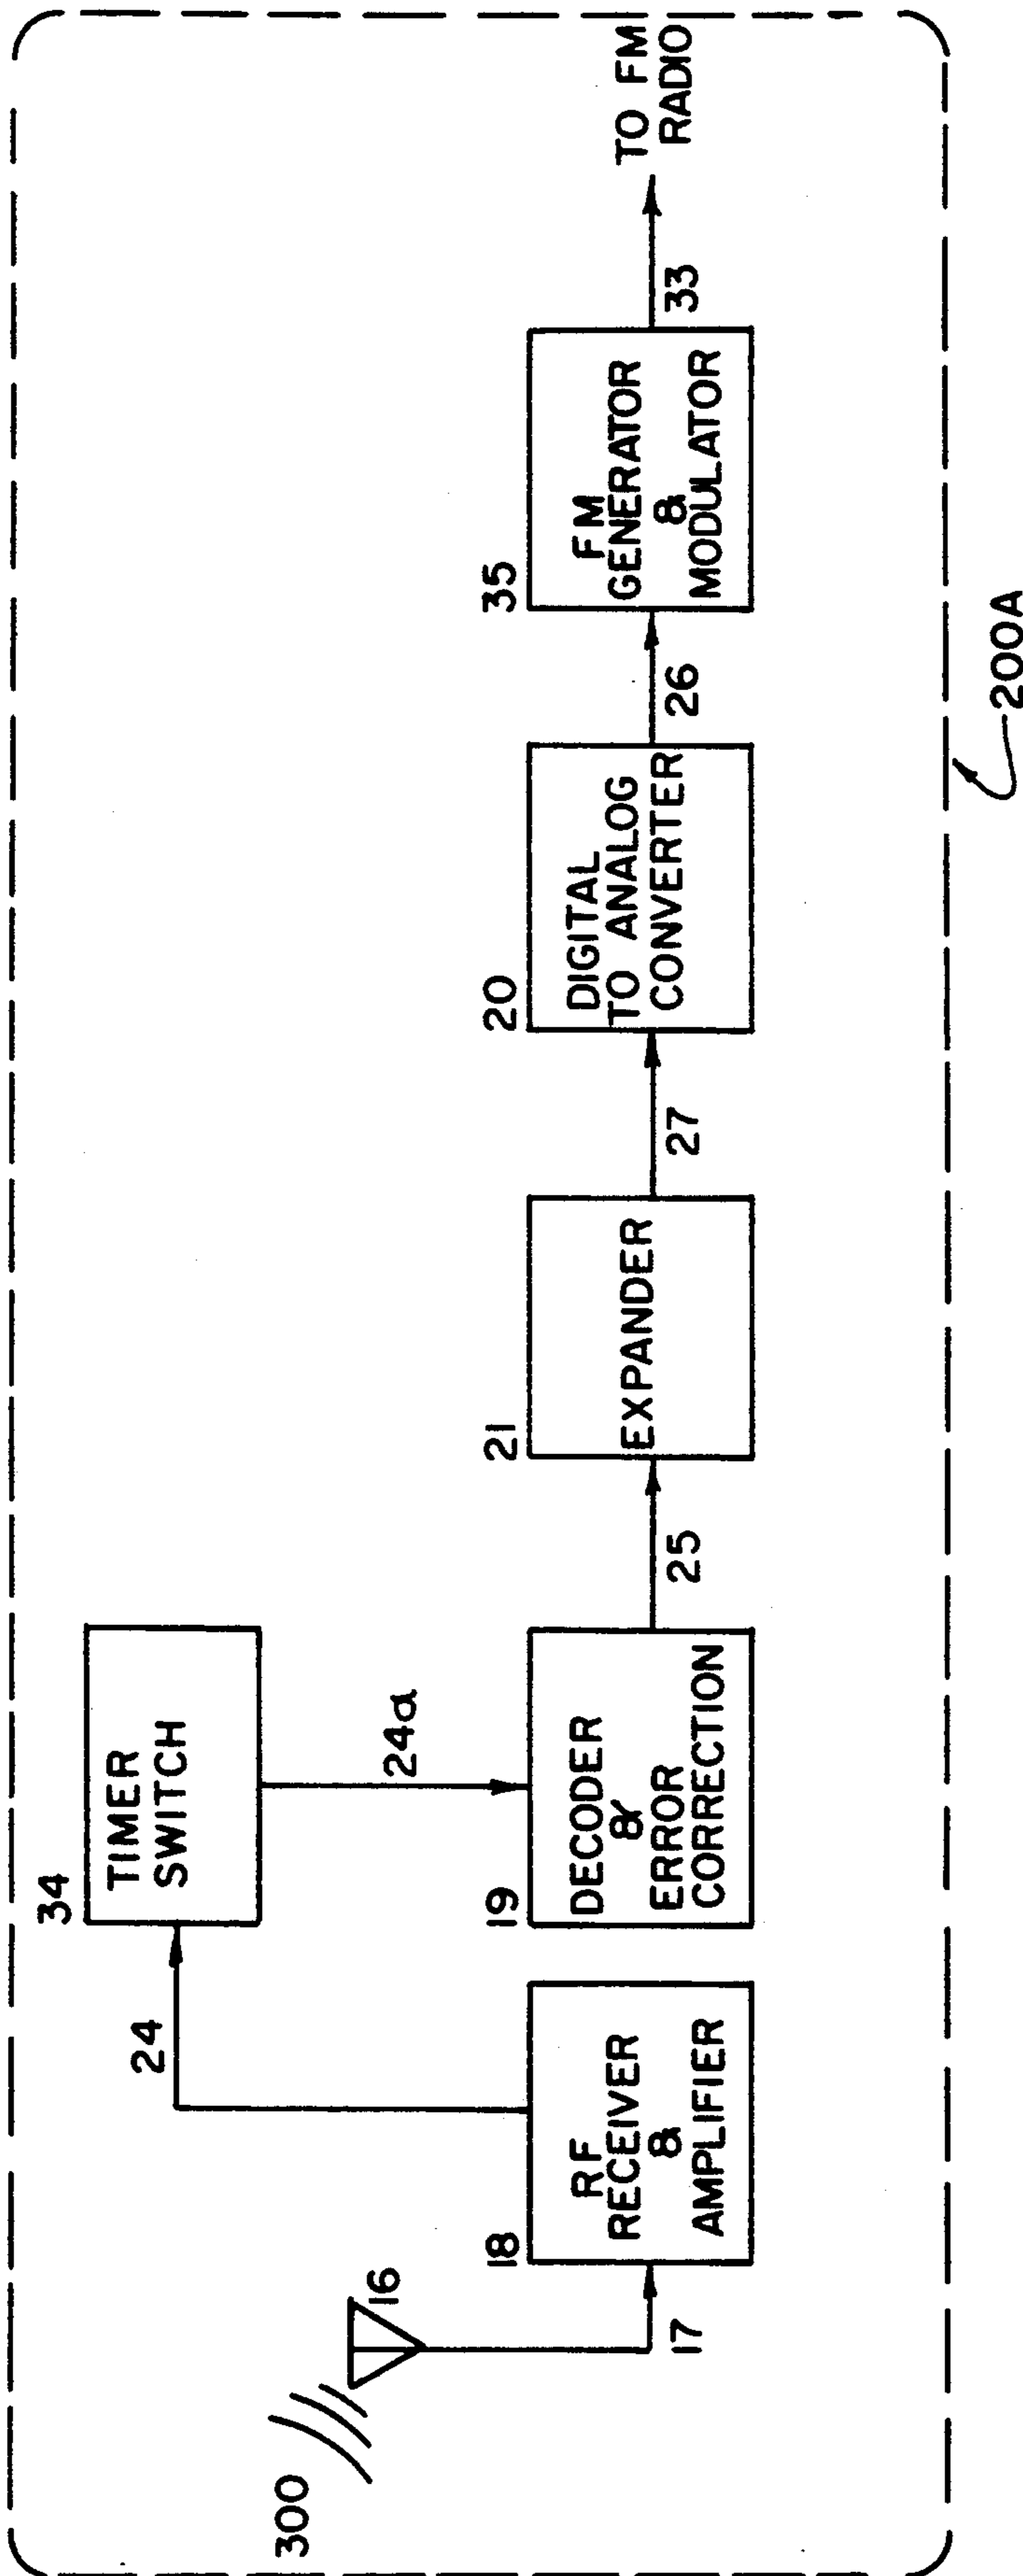 300
16
17
18
RF
RECEIVER
&
AMPLIFIER
24
34
TIMER
SWITCH
24a
19
DECODER
&
ERROR
CORRECTION
25
21
EXPANDER
27
20
DIGITAL
TO ANALOG
CONVERTER
26
35
FM
GENERATOR
&
MODULATOR
33
TO FM
RADIO
200A